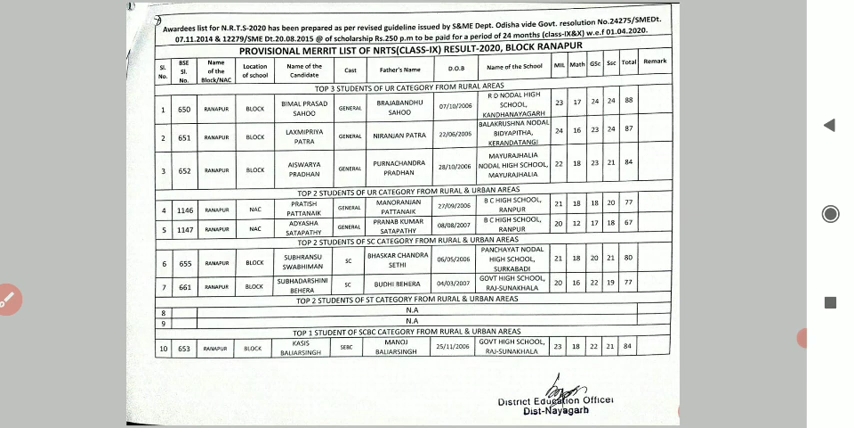 Awardees list for N.R.T.S-2020 has been prepared as per revised guideline issued by S&ME Dept. Odisha vide Govt. resolution No.24275/SMEDt.
07.11.2014 & 12279/SME Dt.20.08.2015 @ of scholarship Rs.250 p.m to be paid for a period of 24 months (class-IX&X) w.e.f 01.04.2020.
PROVISIONAL MERRIT LIST OF NRTS(CLASS-IX) RESULT-2020, BLOCK RANAPUR
Sl. No. BSE Sl. No. Name of the Block/NAC Location of school Name of the Candidate Cast Father's Name D.O.B Name of the School MIL Math GSc Ssc Total Remark
TOP 3 STUDENTS OF UR CATEGORY FROM RURAL AREAS
1 650 RANAPUR BLOCK BIMAL PRASAD SAHOO GENERAL BRAJABANDHU SAHOO 07/10/2006 R D NODAL HIGH SCHOOL, KANDHANAYAGARH 23 17 24 24 88
2 651 RANAPUR BLOCK LAXMIPRIYA PATRA GENERAL NIRANJAN PATRA 22/06/2006 BALAKRUSHNA NODAL BIDYAPITHA, KERANDATANGI 24 16 23 24 87
3 652 RANAPUR BLOCK AISWARYA PRADHAN GENERAL PURNACHANDRA PRADHAN 28/10/2006 MAYURAJHALIA NODAL HIGH SCHOOL, MAYURAJHALIA 22 18 23 21 84
TOP 2 STUDENTS OF UR CATEGORY FROM RURAL & URBAN AREAS
4 1146 RANAPUR NAC PRATISH PATTANAIK GENERAL MANORANJAN PATTANAIK 27/09/2006 B C HIGH SCHOOL, RANPUR 21 18 18 20 77
5 1147 RANAPUR NAC ADYASHA SATAPATHY GENERAL PRANAB KUMAR SATAPATHY 08/08/2007 B C HIGH SCHOOL, RANPUR 20 12 17 18 67
TOP 2 STUDENTS OF SC CATEGORY FROM RURAL & URBAN AREAS
6 655 RANAPUR BLOCK SUBHRANSU SWABHIMAN SC BHASKAR CHANDRA SETHI 06/05/2006 PANCHAYAT NODAL HIGH SCHOOL, SURKABADI 21 18 20 21 80
7 661 RANAPUR BLOCK SUBHADARSHINI BEHERA SC BUDHI BEHERA 04/03/2007 GOVT HIGH SCHOOL, RAJ-SUNAKHALA 20 16 22 19 77
TOP 2 STUDENTS OF ST CATEGORY FROM RURAL & URBAN AREAS
8 N.A
9 N.A
TOP 1 STUDENT OF SCBC CATEGORY FROM RURAL & URBAN AREAS
10 653 RANAPUR BLOCK KASIS BALIARSINGH SEBC MANOJ BALIARSINGH 25/11/2006 GOVT HIGH SCHOOL, RAJ-SUNAKHALA 23 18 22 21 84
District Education Officer
Dist-Nayagarh